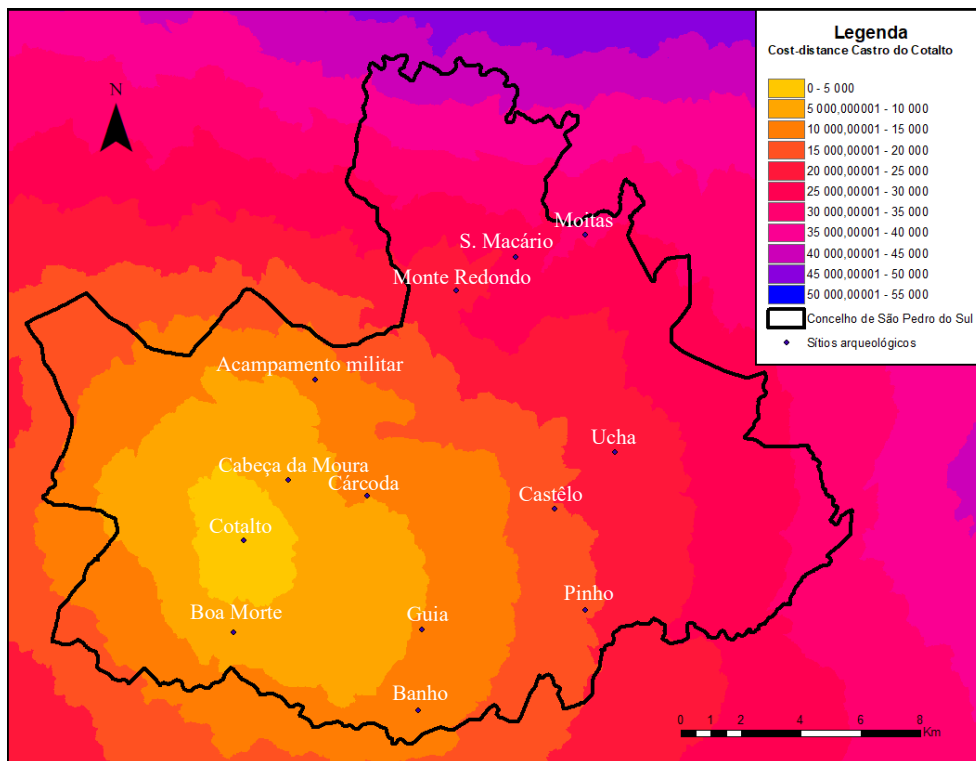 N
Legenda
Cost-distance Castro do Cotalto
0 - 5 000
5 000,000001 - 10 000
10 000,00001 - 15 000
15 000,00001 - 20 000
20 000,00001 - 25 000
25 000,00001 - 30 000
30 000,00001 - 35 000
35 000,00001 - 40 000
40 000,00001 - 45 000
45 000,00001 - 50 000
50 000,00001 - 55 000
Concelho de São Pedro do Sul
Sítios arqueológicos
Moitas
S. Macário
Monte Redondo
Acampamento militar
Ucha
Cabeça da Moura
Cárcoda
Castêlo
Cotalto
Pinho
Boa Morte
Guia
Banho
0 1 2 4 6 8
Km